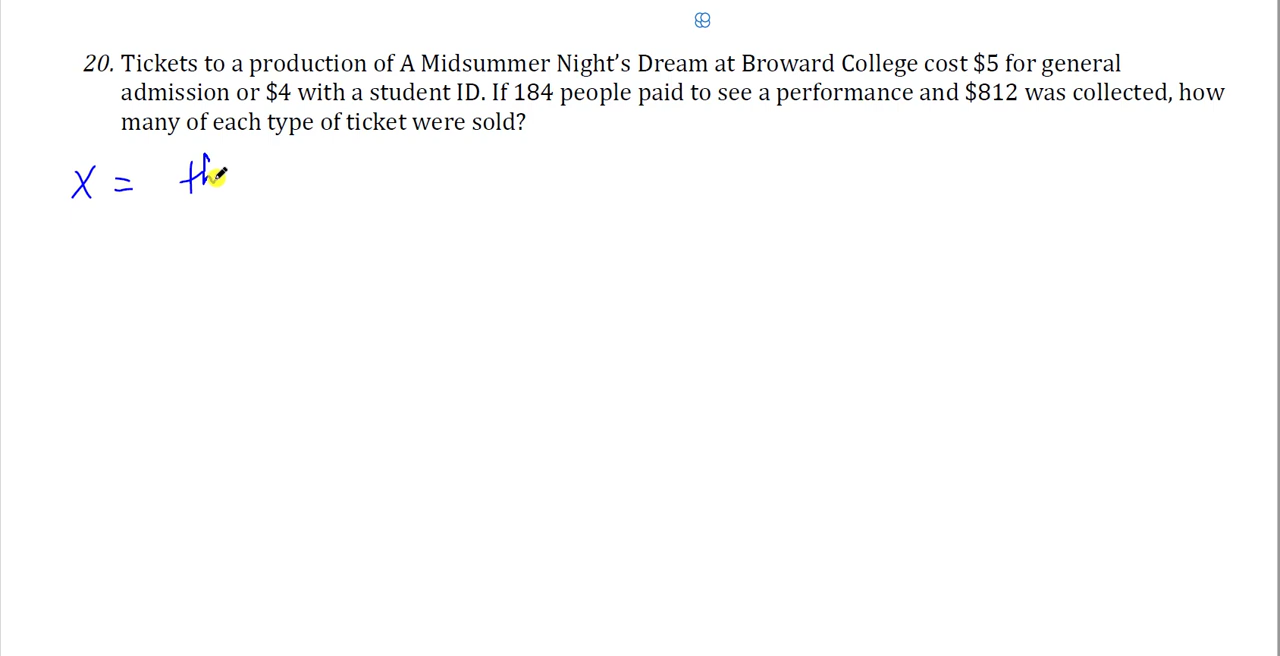 20. Tickets to a production of A Midsummer Night's Dream at Broward College cost $5 for general
admission or $4 with a student ID. If 184 people paid to see a performance and $812 was collected, how
many of each type of ticket were sold?
x = th